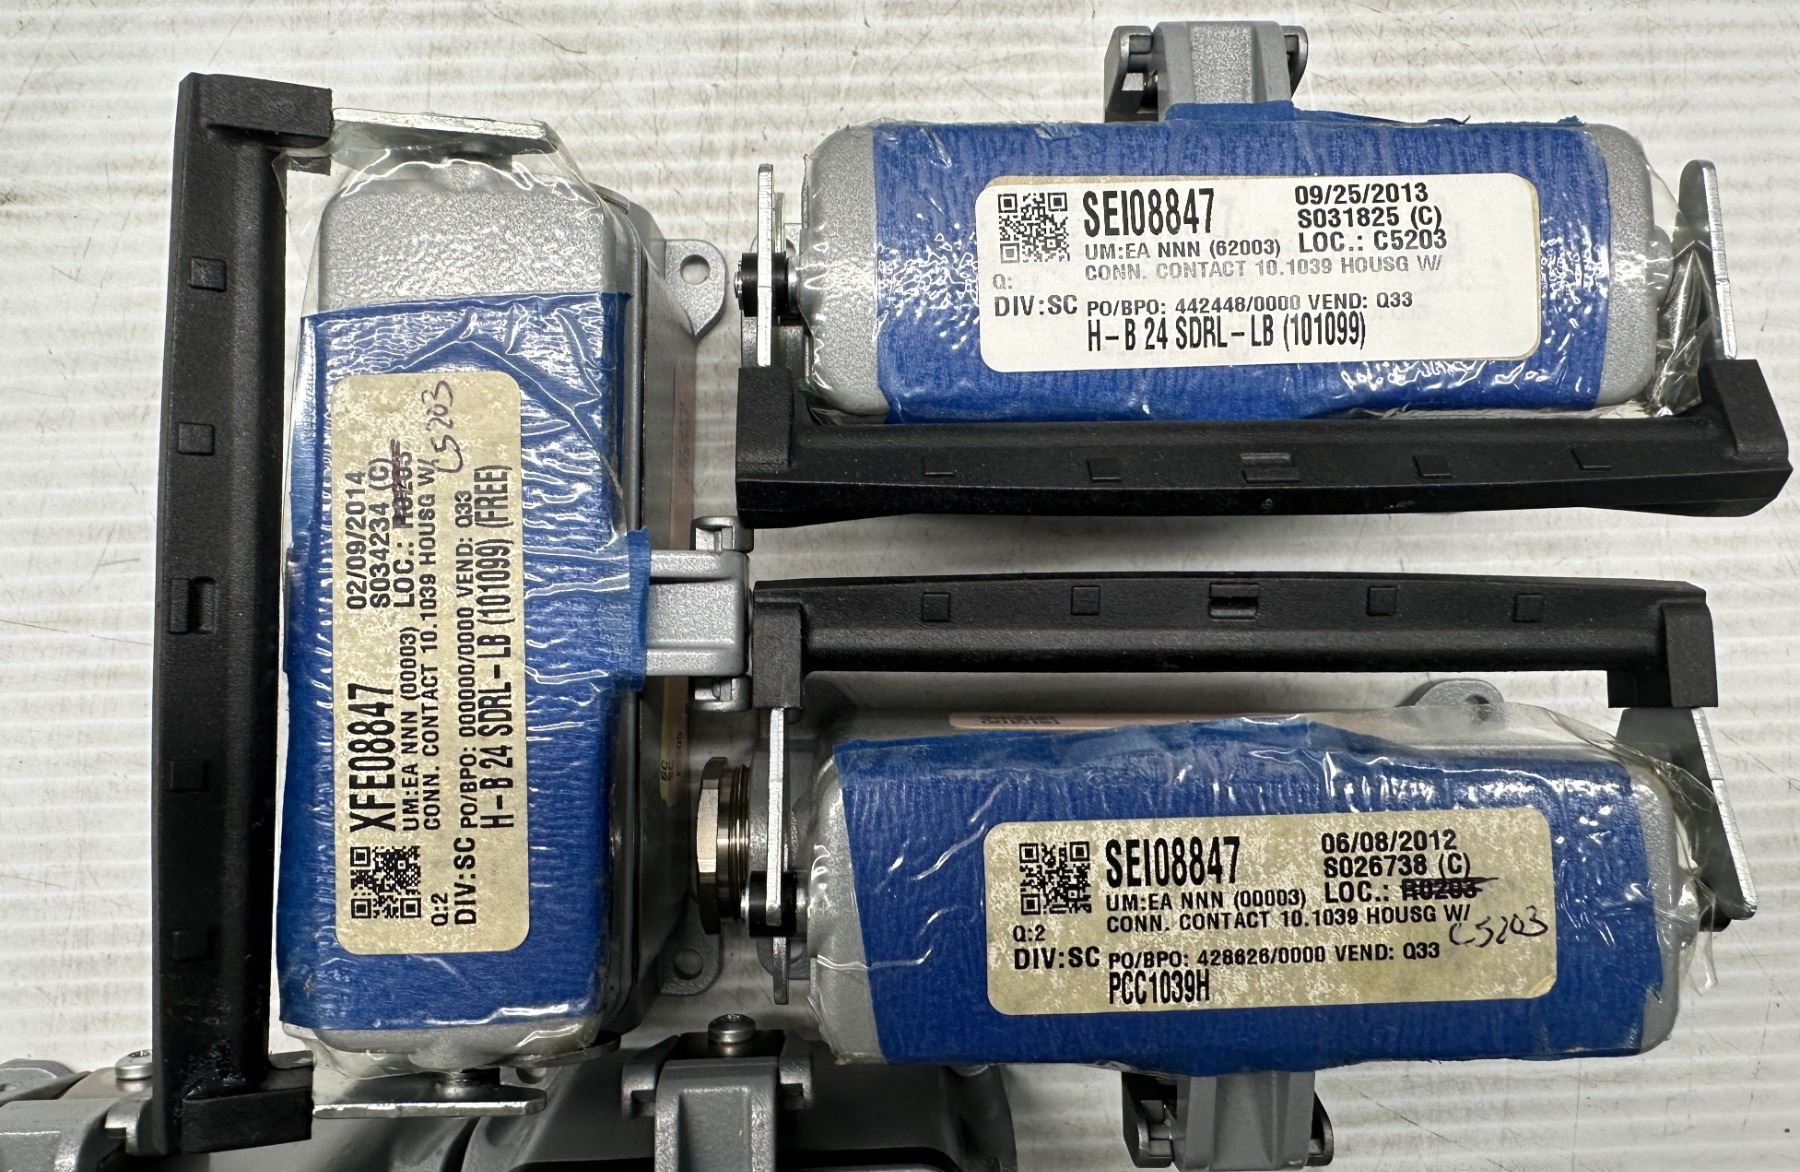 XFE08847
02/09/2014
S034234 (C)
UM:EA NNN (00003) LOC.: R0203
C5203
CONN. CONTACT 10.1039 HOUSG W/
Q:2
DIV:SC PO/BPO: 000000/0000 VEND: Q33
H-B 24 SDRL-LB (101099) (FREE)
SEI08847
09/25/2013
S031825 (C)
UM:EA NNN (62003) LOC.: C5203
CONN. CONTACT 10.1039 HOUSG W/
Q:
DIV:SC PO/BPO: 442448/0000 VEND: Q33
H-B 24 SDRL-LB (101099)
SEI08847
06/08/2012
S026738 (C)
UM:EA NNN (00003) LOC.: R0203
CONN. CONTACT 10.1039 HOUSG W/
C5203
Q:2
DIV:SC PO/BPO: 428626/0000 VEND: Q33
PCC1039H